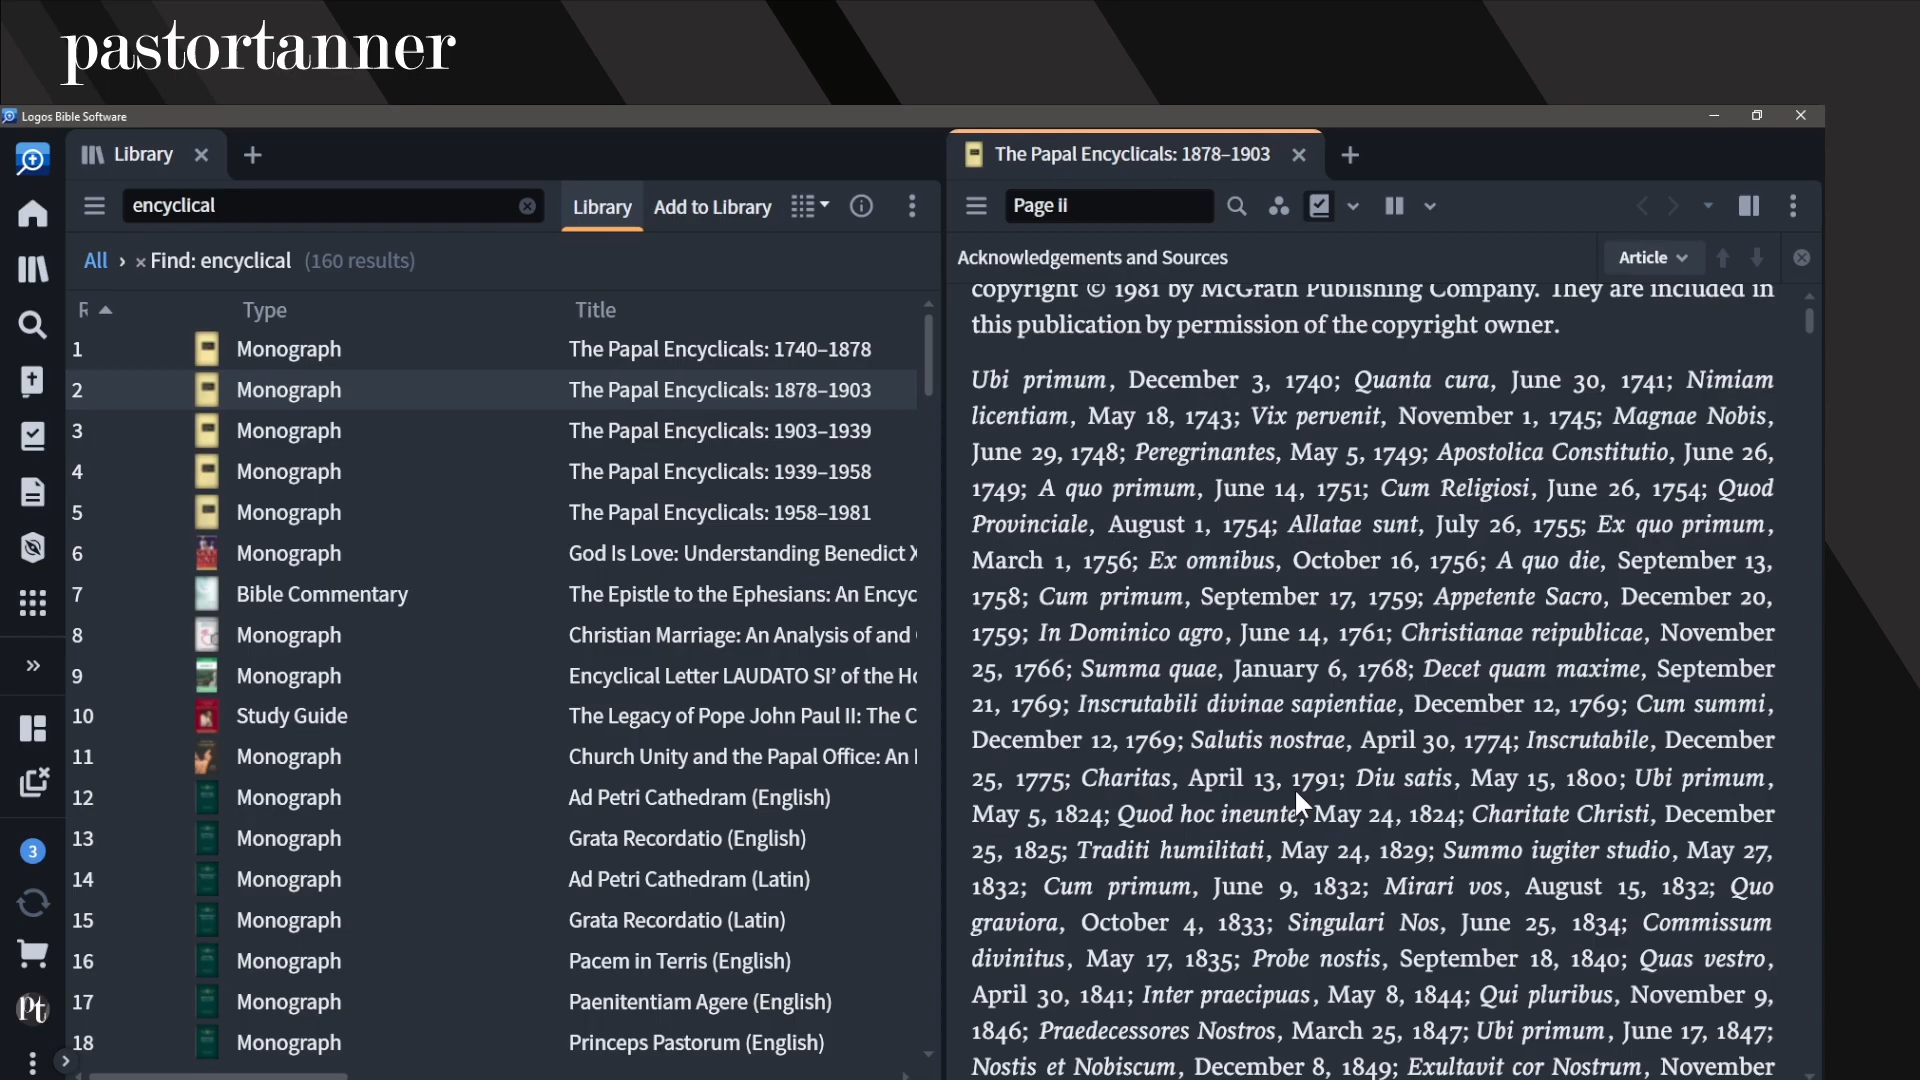 pastortanner
Logos Bible Software
Library
encyclical
Library
Add to Library
All › × Find: encyclical (160 results)
R Type Title
1 Monograph The Papal Encyclicals: 1740–1878
2 Monograph The Papal Encyclicals: 1878–1903
3 Monograph The Papal Encyclicals: 1903–1939
4 Monograph The Papal Encyclicals: 1939–1958
5 Monograph The Papal Encyclicals: 1958–1981
6 Monograph God Is Love: Understanding Benedict
7 Bible Commentary The Epistle to the Ephesians: An Encyc
8 Monograph Christian Marriage: An Analysis of and
9 Monograph Encyclical Letter LAUDATO SI’ of the
10 Study Guide The Legacy of Pope John Paul II: The C
11 Monograph Church Unity and the Papal Office: An
12 Monograph Ad Petri Cathedram (English)
13 Monograph Grata Recordatio (English)
14 Monograph Ad Petri Cathedram (Latin)
15 Monograph Grata Recordatio (Latin)
16 Monograph Pacem in Terris (English)
17 Monograph Paenitentiam Agere (English)
18 Monograph Princeps Pastorum (English)
3
pt
The Papal Encyclicals: 1878–1903
Page ii
Acknowledgements and Sources
Article
copyright © 1981 by McGrath Publishing Company. They are included in
this publication by permission of the copyright owner.
Ubi primum, December 3, 1740; Quanta cura, June 30, 1741; Nimiam
licentiam, May 18, 1743; Vix pervenit, November 1, 1745; Magnae Nobis,
June 29, 1748; Peregrinantes, May 5, 1749; Apostolica Constitutio, June 26,
1749; A quo primum, June 14, 1751; Cum Religiosi, June 26, 1754; Quod
Provinciale, August 1, 1754; Allatae sunt, July 26, 1755; Ex quo primum,
March 1, 1756; Ex omnibus, October 16, 1756; A quo die, September 13,
1758; Cum primum, September 17, 1759; Appetente Sacro, December 20,
1759; In Dominico agro, June 14, 1761; Christianae reipublicae, November
25, 1766; Summa quae, January 6, 1768; Decet quam maxime, September
21, 1769; Inscrutabili divinae sapientiae, December 12, 1769; Cum summi,
December 12, 1769; Salutis nostrae, April 30, 1774; Inscrutabile, December
25, 1775; Charitas, April 13, 1791; Diu satis, May 15, 1800; Ubi primum,
May 5, 1824; Quod hoc ineunte, May 24, 1824; Charitate Christi, December
25, 1825; Traditi humilitati, May 24, 1829; Summo iugiter studio, May 27,
1832; Cum primum, June 9, 1832; Mirari vos, August 15, 1832; Quo
graviora, October 4, 1833; Singulari Nos, June 25, 1834; Commissum
divinitus, May 17, 1835; Probe nostis, September 18, 1840; Quas vestro,
April 30, 1841; Inter praecipuas, May 8, 1844; Qui pluribus, November 9,
1846; Praedecessores Nostros, March 25, 1847; Ubi primum, June 17, 1847;
Nostis et Nobiscum, December 8, 1849; Exultavit cor Nostrum, November